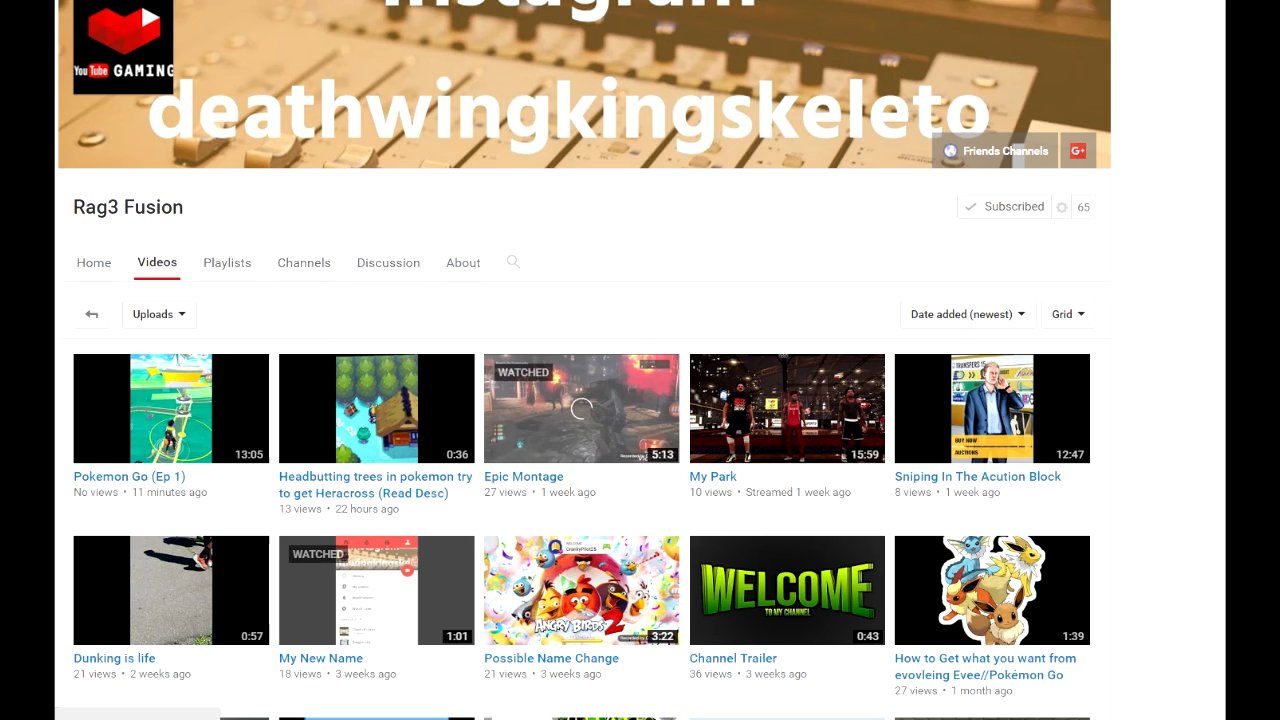 Instagram
YouTube GAMING
deathwingkingskeleto
Friends Channels
G+
Rag3 Fusion
Subscribed
65
Home
Videos
Playlists
Channels
Discussion
About
Uploads
Date added (newest)
Grid
WATCHED
13:05
0:36
5:13
15:59
BUY NOW
AUCTIONS
12:47
Pokemon Go (Ep 1)
No views • 11 minutes ago
Headbutting trees in pokemon try
to get Heracross (Read Desc)
13 views • 22 hours ago
Epic Montage
27 views • 1 week ago
My Park
10 views • Streamed 1 week ago
Sniping In The Acution Block
8 views • 1 week ago
WATCHED
0:57
1:01
ANGRY BIRDS 2
3:22
WELCOME
TO MY CHANNEL
0:43
1:39
Dunking is life
21 views • 2 weeks ago
My New Name
18 views • 3 weeks ago
Possible Name Change
21 views • 3 weeks ago
Channel Trailer
36 views • 3 weeks ago
How to Get what you want from
evovleing Evee//Pokémon Go
27 views • 1 month ago